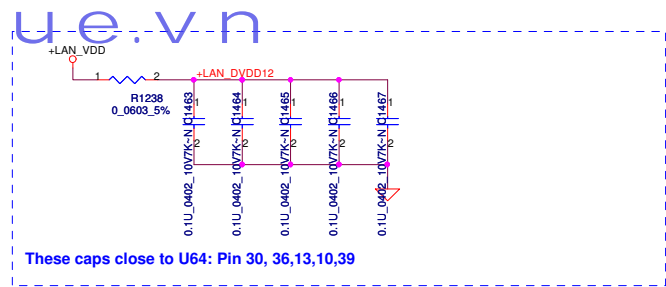 ue.vn
+LAN_VDD
1 2 +LAN_DVDD12
R1238
0_0603_5%
C1463 1 2 0.1U_0402_10V7K~N
C1464 1 2 0.1U_0402_10V7K~N
C1465 1 2 0.1U_0402_10V7K~N
C1466 1 2 0.1U_0402_10V7K~N
C1467 1 2 0.1U_0402_10V7K~N
These caps close to U64: Pin 30, 36,13,10,39